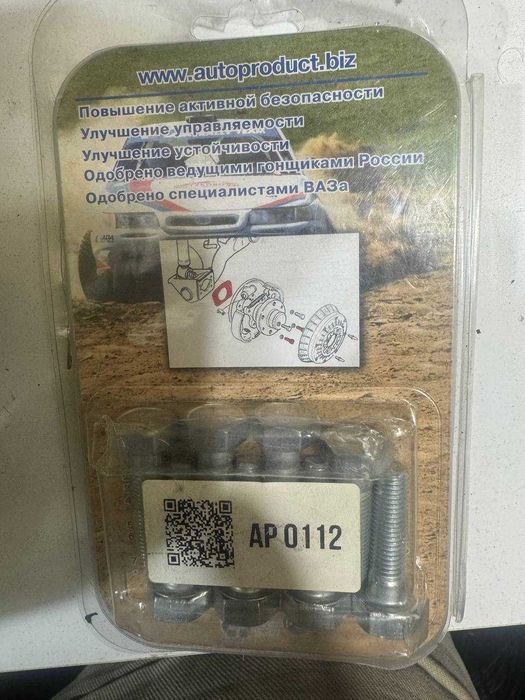 www.autoproduct.biz
Повышение активной безопасности
Улучшение управляемости
Улучшение устойчивости
Одобрено ведущими гонщиками России
Одобрено специалистами ВАЗа
AP 0112